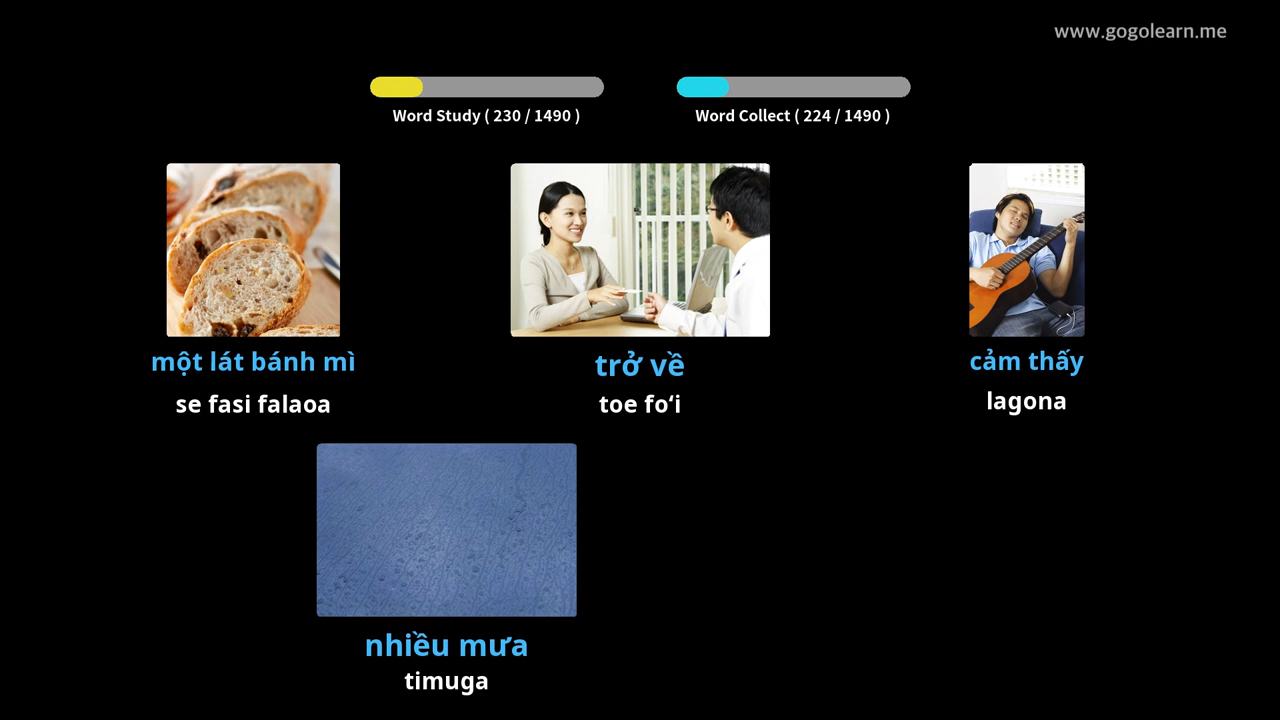 www.gogolearn.me
Word Study ( 230 / 1490 )
Word Collect ( 224 / 1490 )
một lát bánh mì
se fasi falaoa
trở về
toe foʻi
cảm thấy
lagona
nhiều mưa
timuga